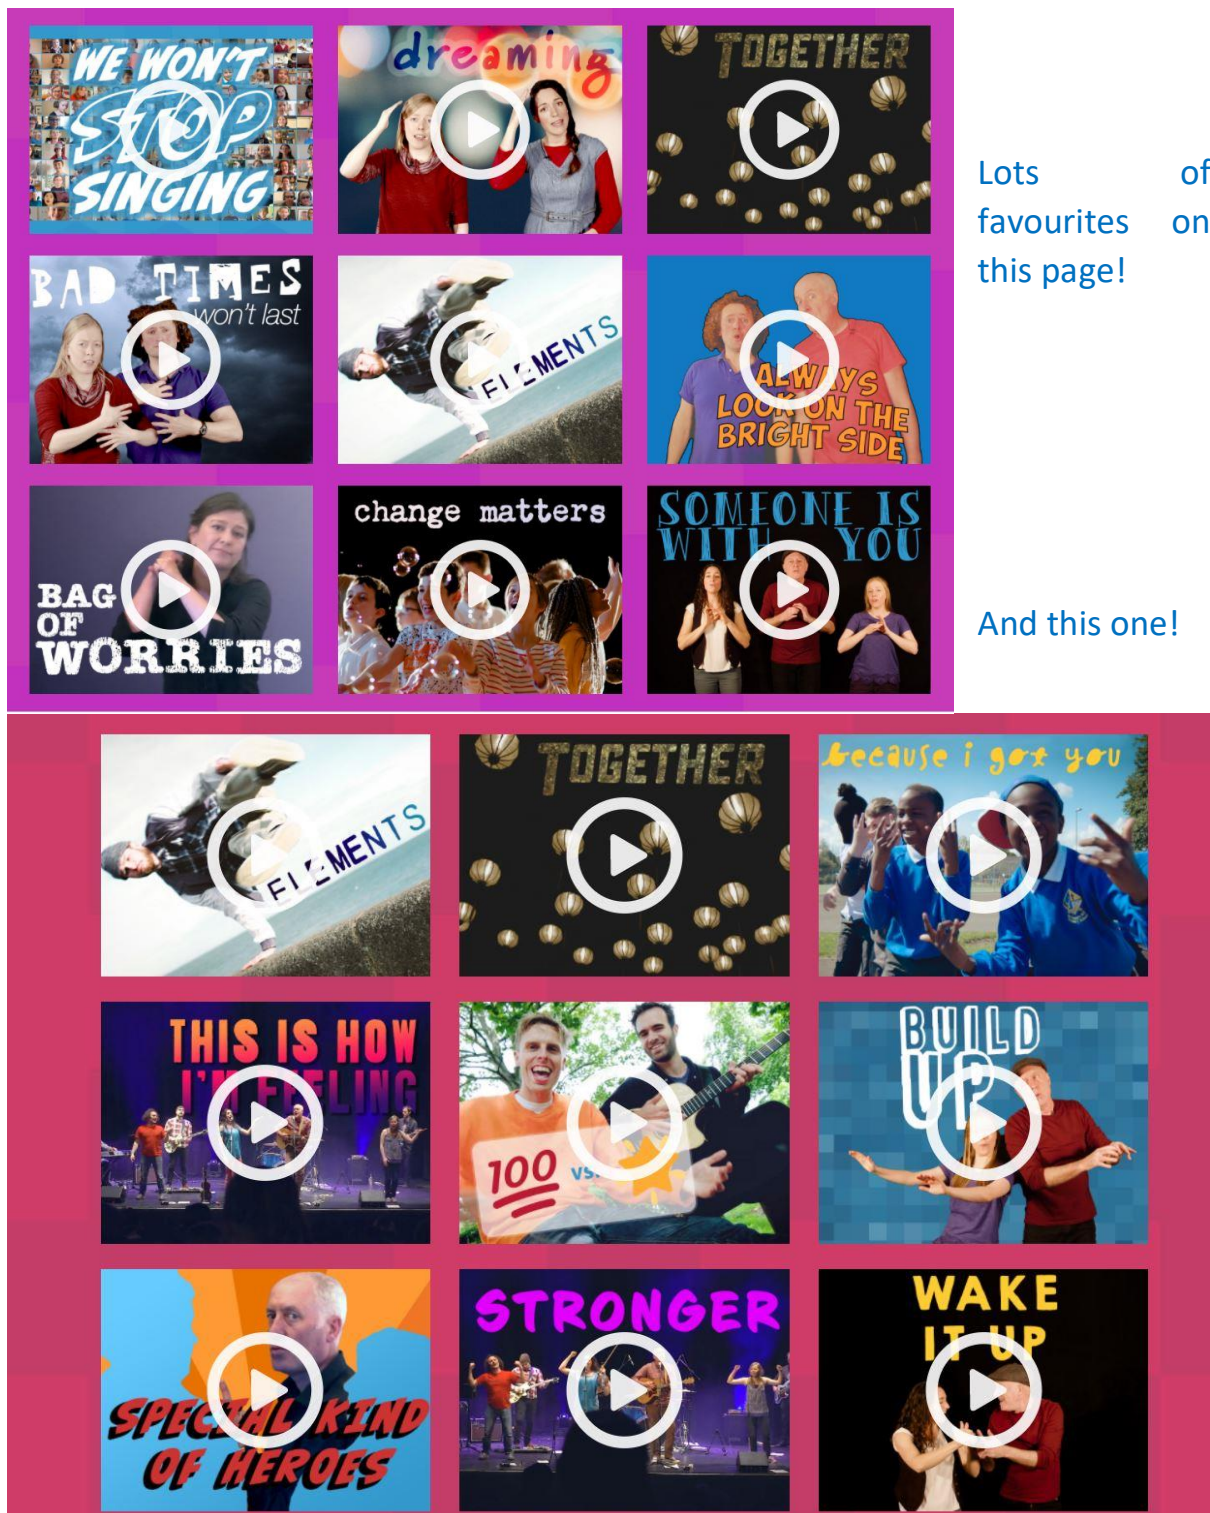 WE WON'T
STOP
SINGING
dreaming
TOGETHER
Lots of
favourites on
this page!
BAD TIMES
won't last
ELEMENTS
ALWAYS
LOOK ON THE
BRIGHT SIDE
BAG
OF
WORRIES
change matters
SOMEONE IS
WITH YOU
And this one!
ELEMENTS
TOGETHER
because i got you
THIS IS HOW
I'M FEELING
100 vs.
BUILD
UP
SPECIAL KIND
OF HEROES
STRONGER
WAKE
IT UP